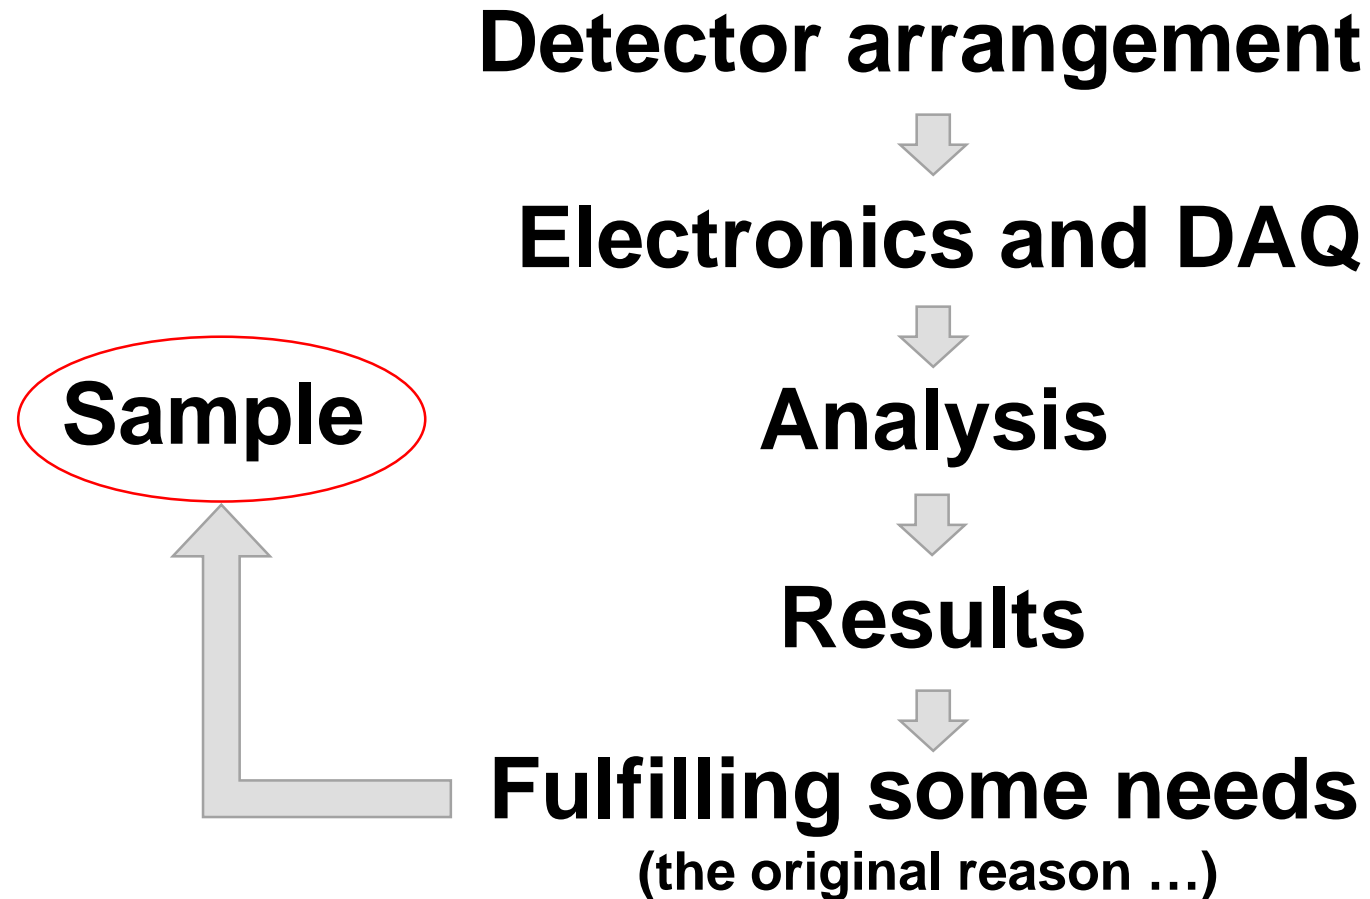 Detector arrangement
Electronics and DAQ
Sample
Analysis
Results
Fulfilling some needs
(the original reason …)